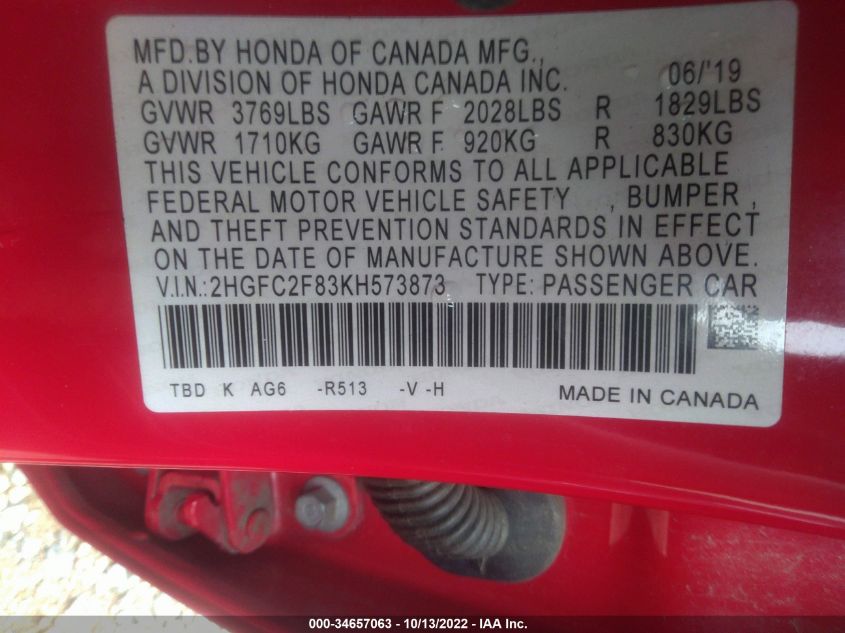 MFD.BY HONDA OF CANADA MFG.,
A DIVISION OF HONDA CANADA INC. 06/'19
GVWR 3769LBS GAWR F 2028LBS R 1829LBS
GVWR 1710KG GAWR F 920KG R 830KG
THIS VEHICLE CONFORMS TO ALL APPLICABLE
FEDERAL MOTOR VEHICLE SAFETY , BUMPER ,
AND THEFT PREVENTION STANDARDS IN EFFECT
ON THE DATE OF MANUFACTURE SHOWN ABOVE.
V.I.N.:2HGFC2F83KH573873 TYPE: PASSENGER CAR
TBD K AG6 -R513 -V -H MADE IN CANADA
000-34657063 - 10/13/2022 - IAA Inc.